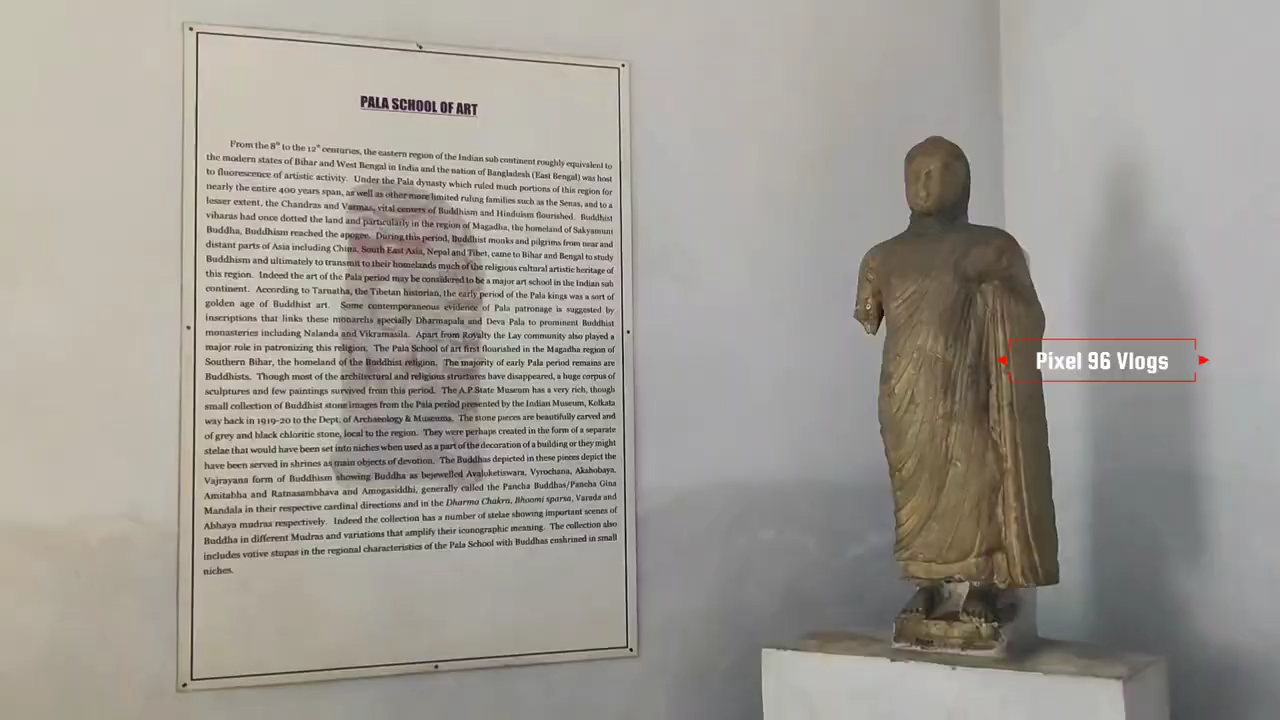 PALA SCHOOL OF ART
From the 8th to the 12th centuries, the eastern region of the Indian sub continent roughly equivalent to
the modern states of Bihar and West Bengal in India and the nation of Bangladesh (East Bengal) was host
to fluorescence of artistic activity. Under the Pala dynasty which ruled much portions of this region for
nearly the entire 400 years span, as well as other more limited ruling families such as the Senas, and to a
lesser extent, the Chandras and Varmas, vital centers of Buddhism and Hinduism flourished. Buddhist
viharas had once dotted the land and particularly in the region of Magadha, the homeland of Sakyamuni
Buddha, Buddhism reached the apogee. During this period, Buddhist monks and pilgrims from near and
distant parts of Asia including China, South East Asia, Nepal and Tibet, came to Bihar and Bengal to study
Buddhism and ultimately to transmit to their homelands much of the religious cultural artistic heritage of
this region. Indeed the art of the Pala period may be considered to be a major art school in the Indian sub
continent. According to Tarnatha, the Tibetan historian, the early period of the Pala kings was a sort of
golden age of Buddhist art. Some contemporaneous evidence of Pala patronage is suggested by
inscriptions that links these monarchs specially Dharmapala and Deva Pala to prominent Buddhist
monasteries including Nalanda and Vikramasila. Apart from Royalty the Lay community also played a
major role in patronizing this religion. The Pala School of art first flourished in the Magadha region of
Southern Bihar, the homeland of the Buddhist religion. The majority of early Pala period remains are
Buddhists. Though most of the architectural and religious structures have disappeared, a huge corpus of
sculptures and few paintings survived from this period. The A.P.State Museum has a very rich, though
small collection of Buddhist stone images from the Pala period presented by the Indian Museum, Kolkata
way back in 1919-20 to the Dept. of Archaeology & Museums. The stone pieces are beautifully carved and
of grey and black chloritic stone, local to the region. They were perhaps created in the form of a separate
stelae that would have been set into niches when used as a part of the decoration of a building or they might
have been served in shrines as main objects of devotion. The Buddhas depicted in these pieces depict the
Vajrayana form of Buddhism showing Buddha as bejewelled Avaloketiswara, Vyrochana, Akshobaya,
Amitabha and Ratnasambhava and Amogasiddhi, generally called the Pancha Buddhas/Pancha Gina
Mandala in their respective cardinal directions and in the Dharma Chakra, Bhoomi sparsa, Varada and
Abhaya mudras respectively. Indeed the collection has a number of stelae showing important scenes of
Buddha in different Mudras and variations that amplify their iconographic meaning. The collection also
includes votive stupas in the regional characteristics of the Pala School with Buddhas enshrined in small
niches.
Pixel 96 Vlogs